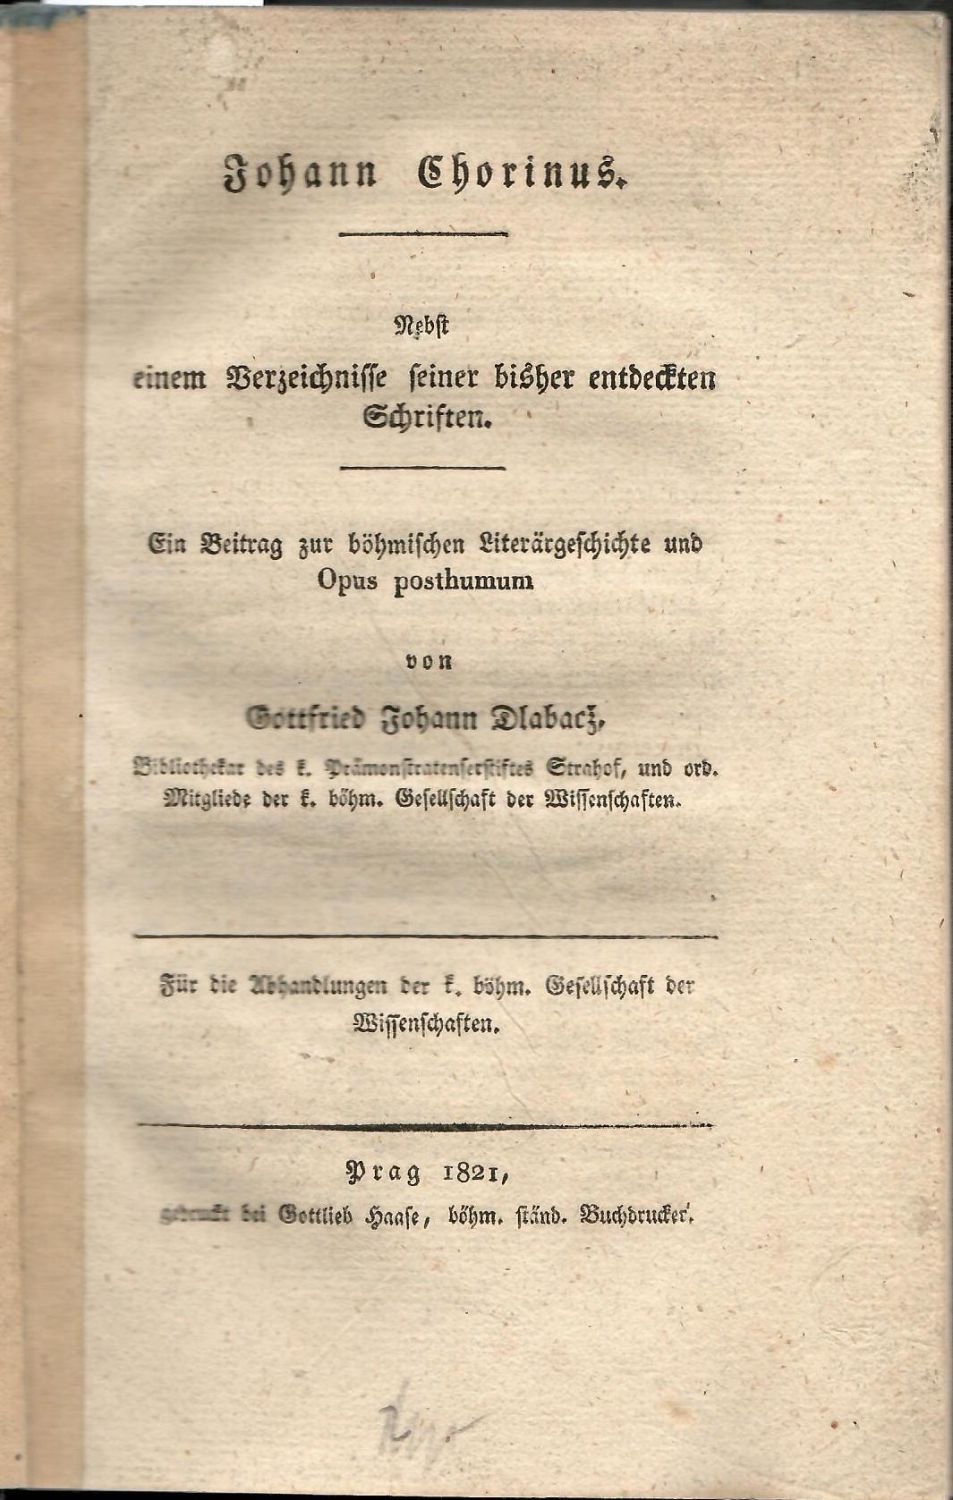 Johann Chorinus.
Nebst
einem Verzeichnisse seiner bisher entdeckten
Schriften.
Ein Beitrag zur böhmischen Literärgeschichte und
Opus posthumum
von
Gottfried Johann Dlabacz,
Bibliothekar des k. Prämonstratenserstiftes Strahof, und ord.
Mitgliede der k. böhm. Gesellschaft der Wissenschaften.
Für die Abhandlungen der k. böhm. Gesellschaft der
Wissenschaften.
Prag 1821,
gedruckt bei Gottlieb Haase, böhm. ständ. Buchdrucker.